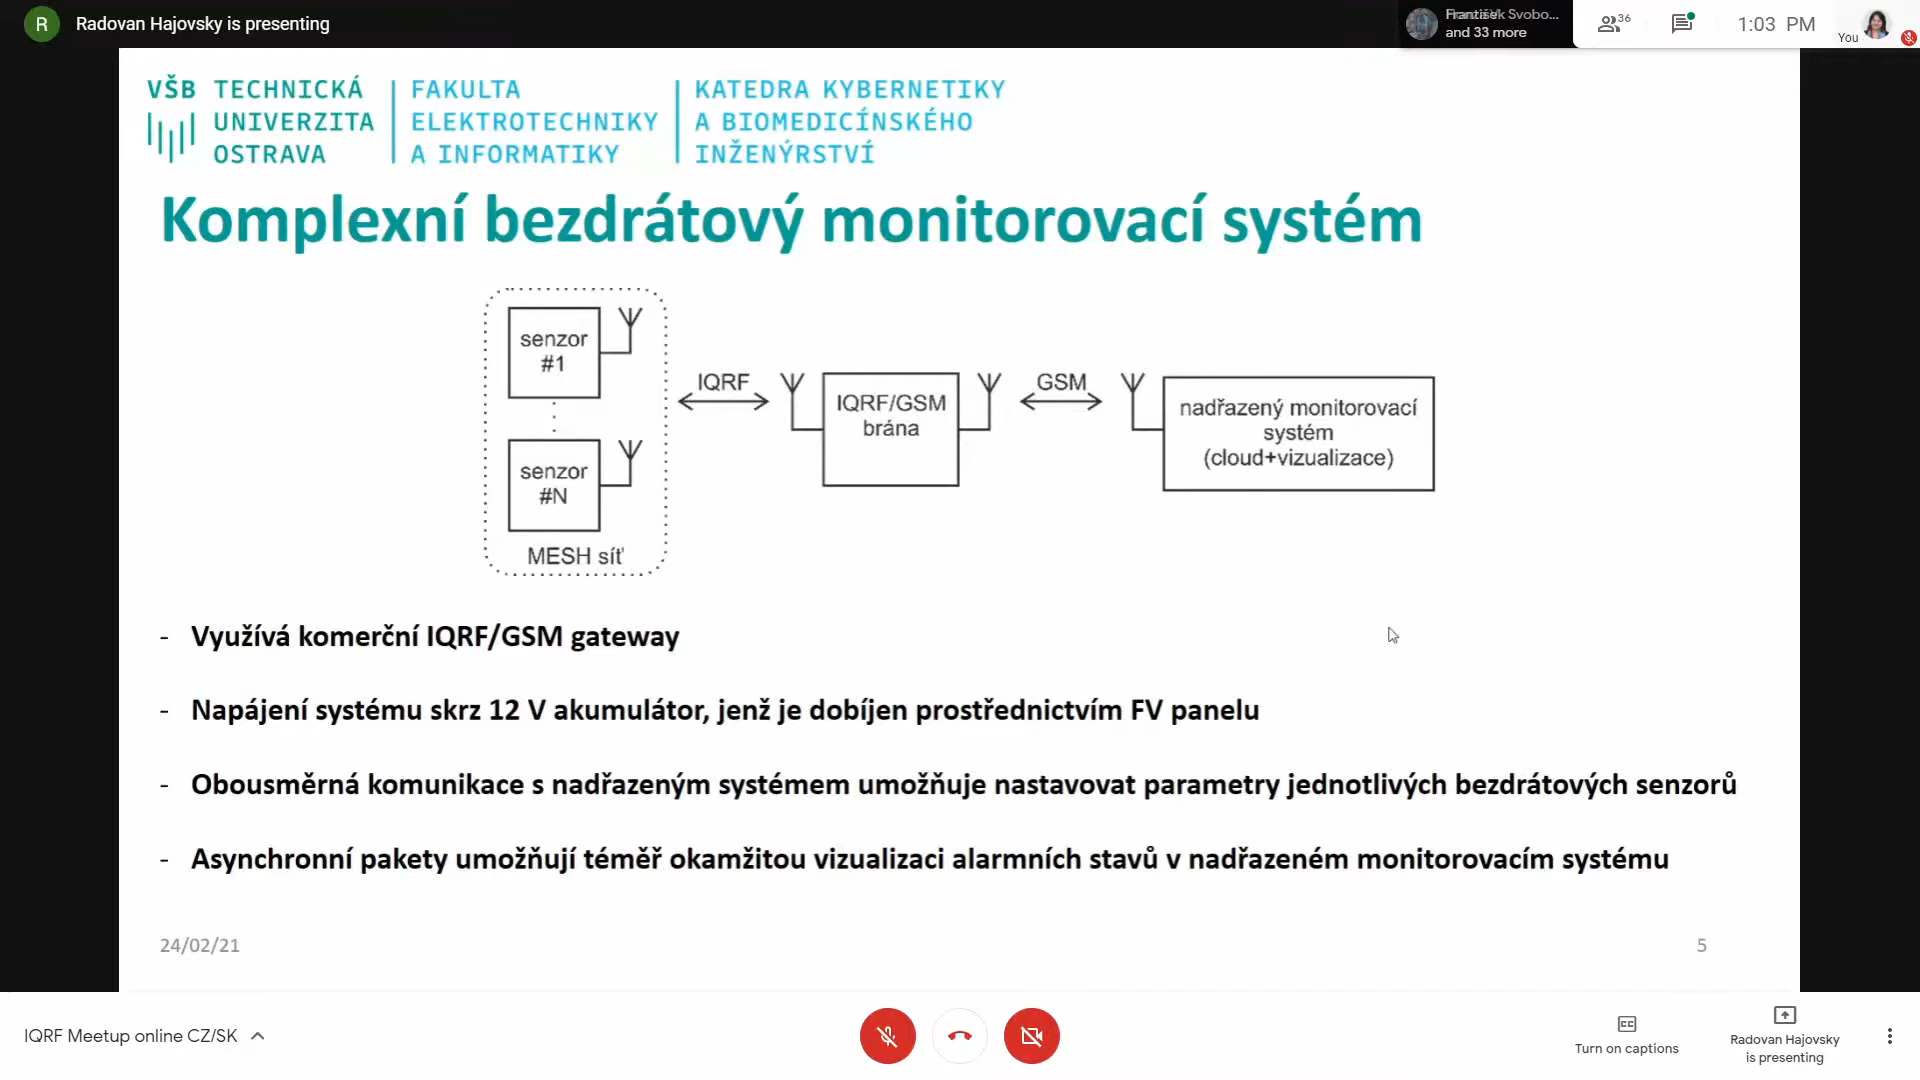 R Radovan Hajovsky is presenting
and 33 more
36
1:03 PM
You
VŠB TECHNICKÁ UNIVERZITA OSTRAVA
FAKULTA ELEKTROTECHNIKY A INFORMATIKY
KATEDRA KYBERNETIKY A BIOMEDICÍNSKÉHO INŽENÝRSTVÍ
Komplexní bezdrátový monitorovací systém
senzor
#1
senzor
#N
MESH síť
IQRF
IQRF/GSM
brána
GSM
nadřazený monitorovací
systém
(cloud+vizualizace)
- Využívá komerční IQRF/GSM gateway
- Napájení systému skrz 12 V akumulátor, jenž je dobíjen prostřednictvím FV panelu
- Obousměrná komunikace s nadřazeným systémem umožňuje nastavovat parametry jednotlivých bezdrátových senzorů
- Asynchronní pakety umožňují téměř okamžitou vizualizaci alarmních stavů v nadřazeném monitorovacím systému
24/02/21
5
IQRF Meetup online CZ/SK
CC
Turn on captions
Radovan Hajovsky
is presenting